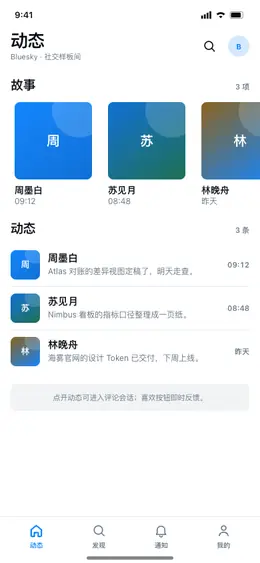 9:41
动态
Bluesky · 社交样板间
B
故事
3 项
周
苏
林
周墨白
09:12
苏见月
08:48
林晚舟
昨天
动态
3 条
周
周墨白
Atlas 对账的差异视图定稿了，明天走查。
09:12
苏
苏见月
Nimbus 看板的指标口径整理成一页纸。
08:48
林
林晚舟
海雾官网的设计 Token 已交付，下周上线。
昨天
点开动态可进入评论会话；喜欢按钮即时反馈。
动态
发现
通知
我的